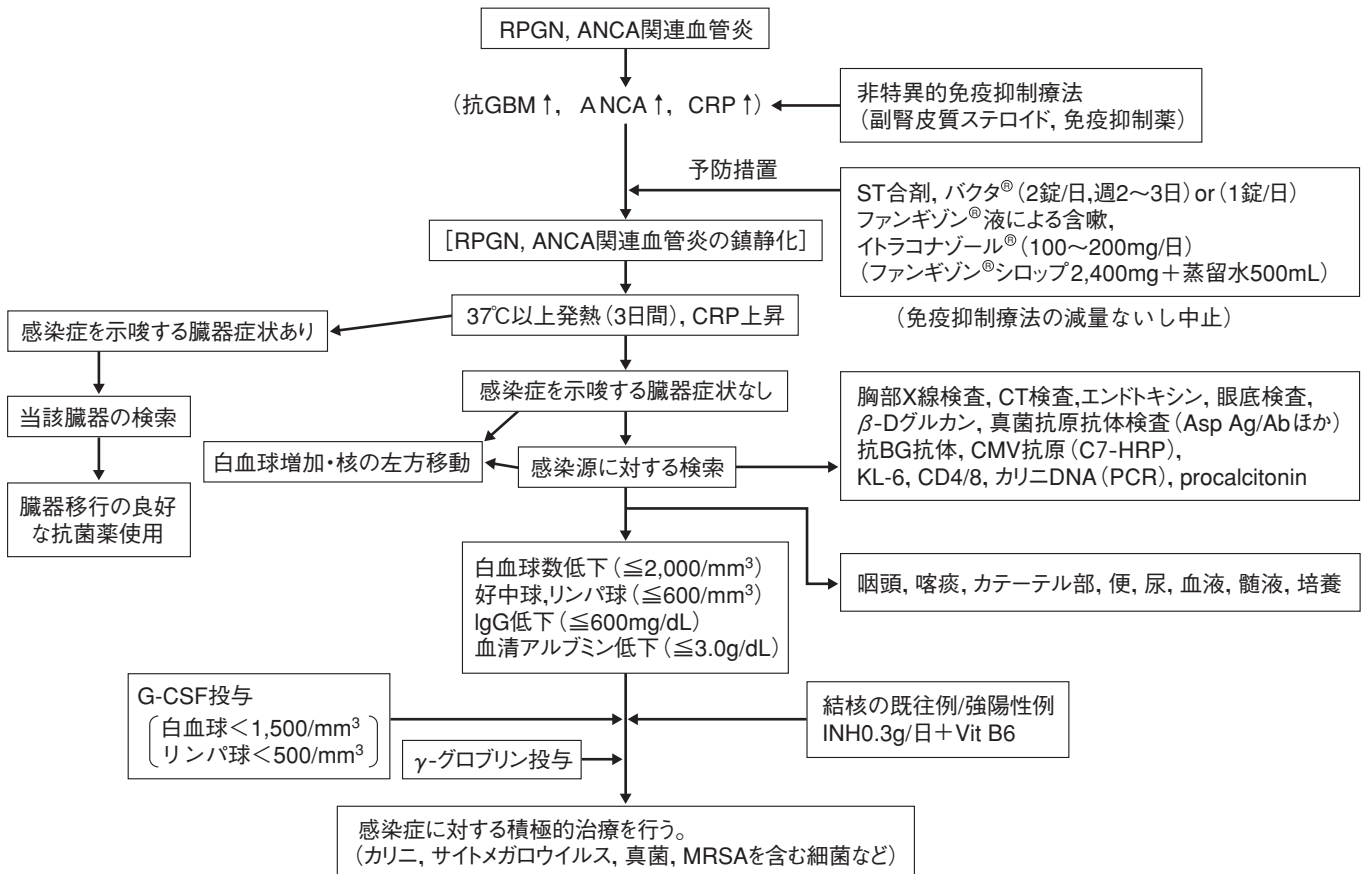 RPGN, ANCA関連血管炎
(抗GBM↑, ANCA↑, CRP↑)
非特異的免疫抑制療法
(副腎皮質ステロイド, 免疫抑制薬)
予防措置
ST合剤, バクタ®(2錠/日,週2〜3日) or (1錠/日)
ファンギゾン®液による含嗽,
イトラコナゾール®(100〜200mg/日)
(ファンギゾン®シロップ2,400mg+蒸留水500mL)
[RPGN, ANCA関連血管炎の鎮静化]
37℃以上発熱(3日間), CRP上昇
(免疫抑制療法の減量ないし中止)
感染症を示唆する臓器症状あり
感染症を示唆する臓器症状なし
当該臓器の検索
臓器移行の良好
な抗菌薬使用
白血球増加・核の左方移動
感染源に対する検索
胸部X線検査, CT検査,エンドトキシン, 眼底検査,
β-Dグルカン, 真菌抗原抗体検査(Asp Ag/Abほか)
抗BG抗体, CMV抗原(C7-HRP),
KL-6, CD4/8, カリニDNA(PCR), procalcitonin
白血球数低下(≦2,000/mm³)
好中球,リンパ球(≦600/mm³)
IgG低下(≦600mg/dL)
血清アルブミン低下(≦3.0g/dL)
咽頭, 喀痰, カテーテル部, 便, 尿, 血液, 髄液, 培養
G-CSF投与
白血球<1,500/mm³
リンパ球<500/mm³
結核の既往例/強陽性例
INH0.3g/日+Vit B6
γ-グロブリン投与
感染症に対する積極的治療を行う。
(カリニ, サイトメガロウイルス, 真菌, MRSAを含む細菌など)